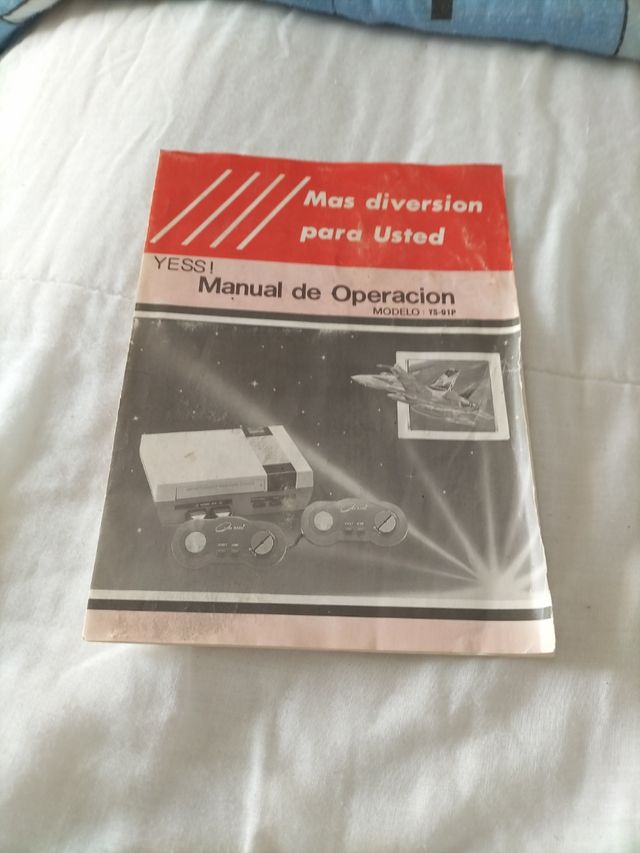 Mas diversion
para Usted
YESS!
Manual de Operacion
MODELO: YS-91P